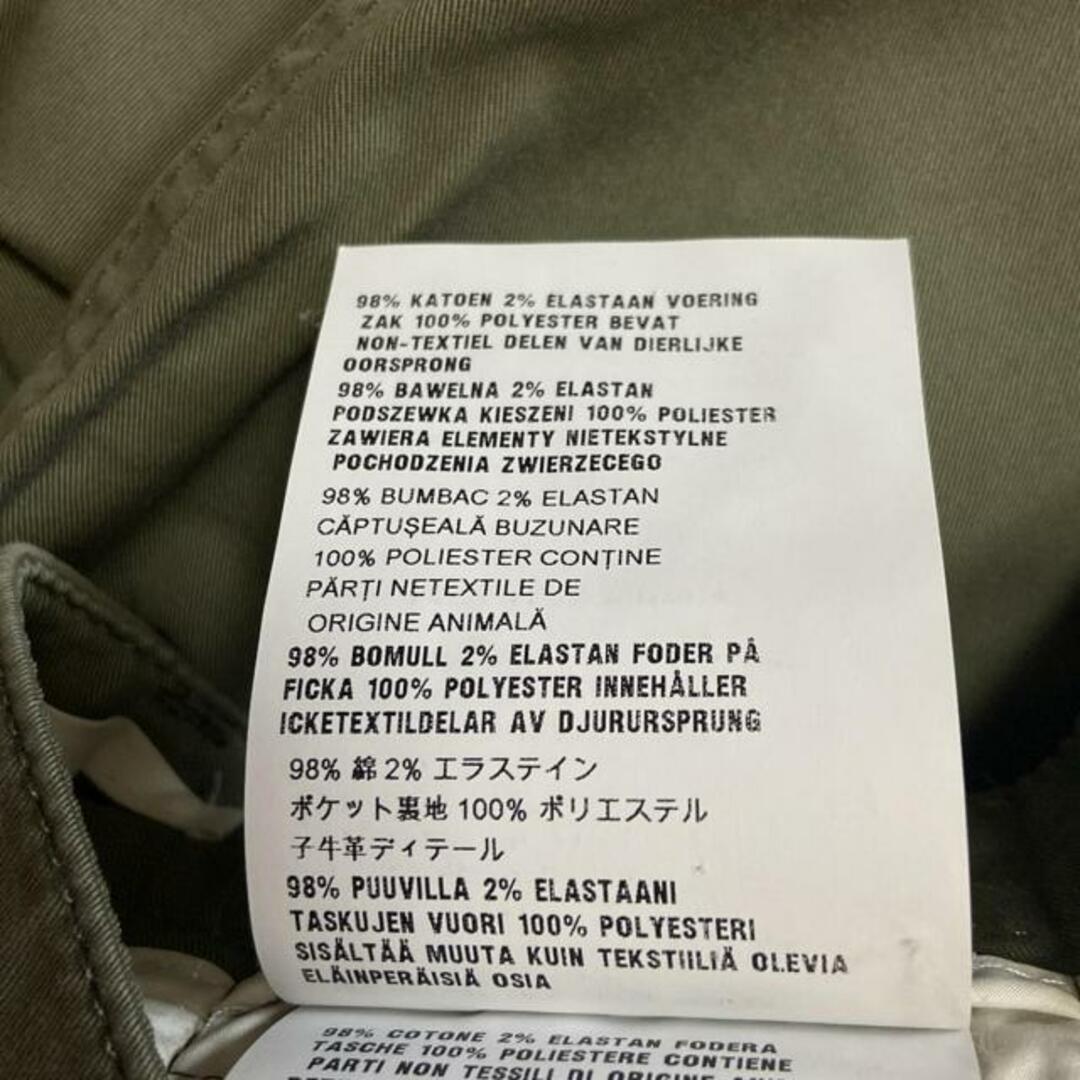 98% KATOEN 2% ELASTAAN VOERING
ZAK 100% POLYESTER BEVAT
NON-TEXTIEL DELEN VAN DIERLIJKE
OORSPRONG
98% BAWELNA 2% ELASTAN
PODSZEWKA KIESZENI 100% POLIESTER
ZAWIERA ELEMENTY NIETEKSTYLNE
POCHODZENIA ZWIERZECEGO
98% BUMBAC 2% ELASTAN
CĂPTUȘEALĂ BUZUNARE
100% POLIESTER CONȚINE
PĂRȚI NETEXTILE DE
ORIGINE ANIMALĂ
98% BOMULL 2% ELASTAN FODER PÅ
FICKA 100% POLYESTER INNEHÅLLER
ICKETEXTILDELAR AV DJURURSPRUNG
98% 綿 2% エラステイン
ポケット裏地 100% ポリエステル
子牛革ディテール
98% PUUVILLA 2% ELASTAANI
TASKUJEN VUORI 100% POLYESTERI
SISÄLTÄÄ MUUTA KUIN TEKSTIILIÄ OLEVIA
ELÄINPERÄISIÄ OSIA
98% COTONE 2% ELASTAN FODERA
TASCHE 100% POLIESTERE CONTIENE
PARTI NON TESSILI DI ORIGINE